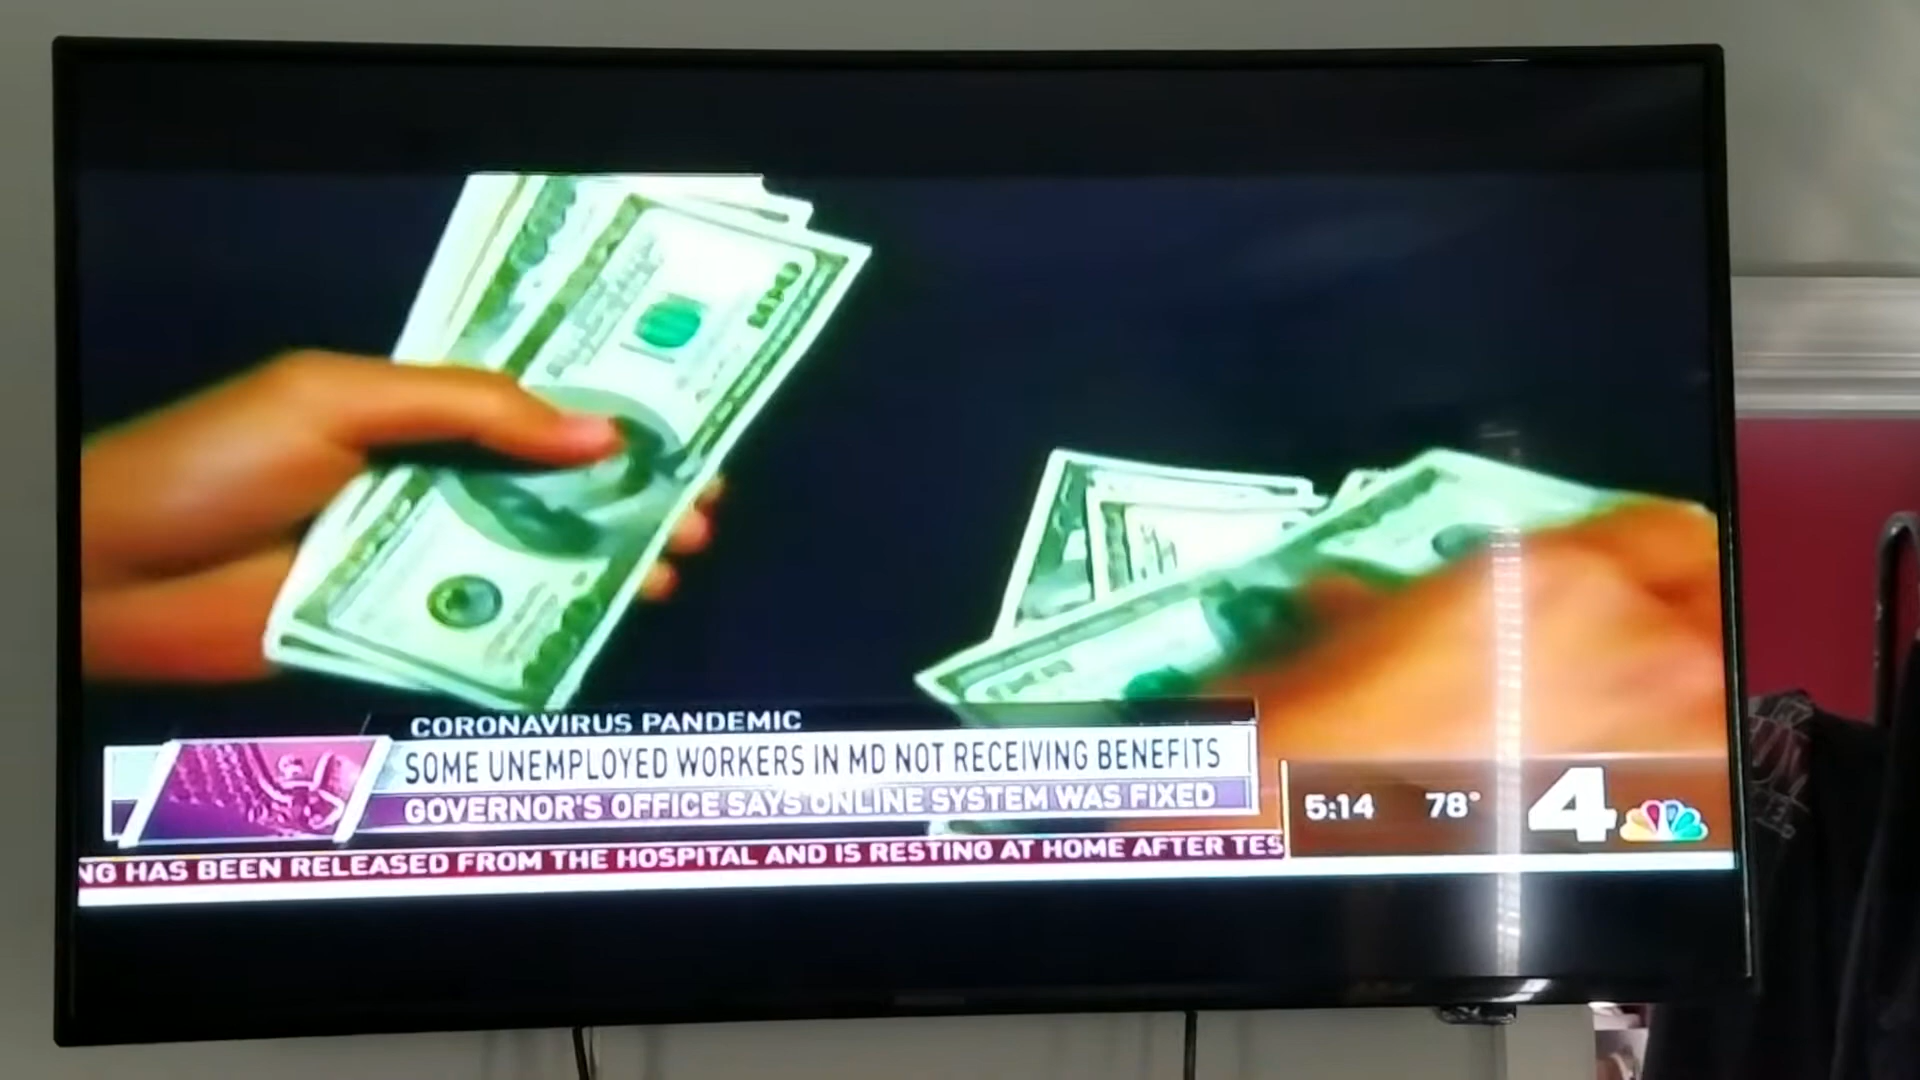 CORONAVIRUS PANDEMIC
SOME UNEMPLOYED WORKERS IN MD NOT RECEIVING BENEFITS
GOVERNOR'S OFFICE SAYS ONLINE SYSTEM WAS FIXED
5:14 78° 4
NG HAS BEEN RELEASED FROM THE HOSPITAL AND IS RESTING AT HOME AFTER TES